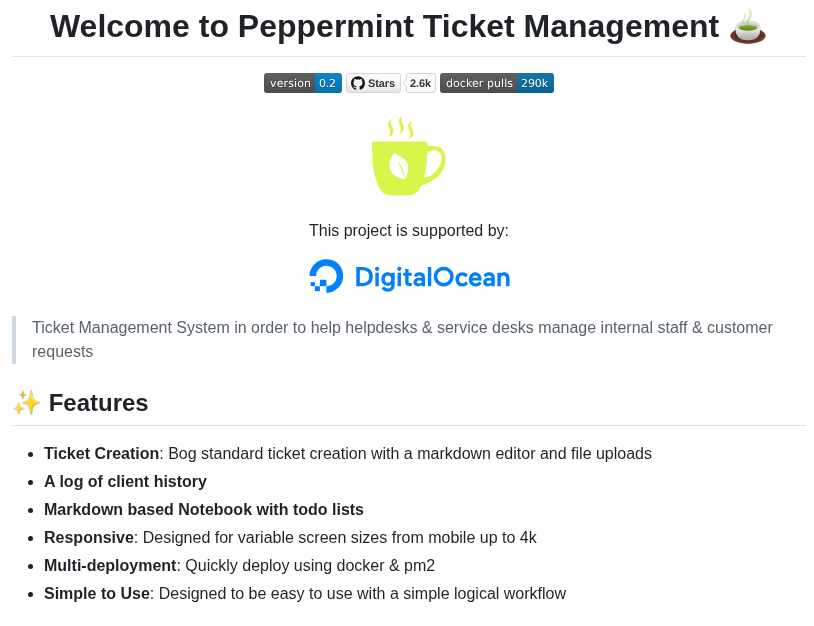 Welcome to Peppermint Ticket Management 🍵
version 0.2 Stars 2.6k docker pulls 290k
This project is supported by:
DigitalOcean
Ticket Management System in order to help helpdesks & service desks manage internal staff & customer
requests
✨ Features
• Ticket Creation: Bog standard ticket creation with a markdown editor and file uploads
• A log of client history
• Markdown based Notebook with todo lists
• Responsive: Designed for variable screen sizes from mobile up to 4k
• Multi-deployment: Quickly deploy using docker & pm2
• Simple to Use: Designed to be easy to use with a simple logical workflow